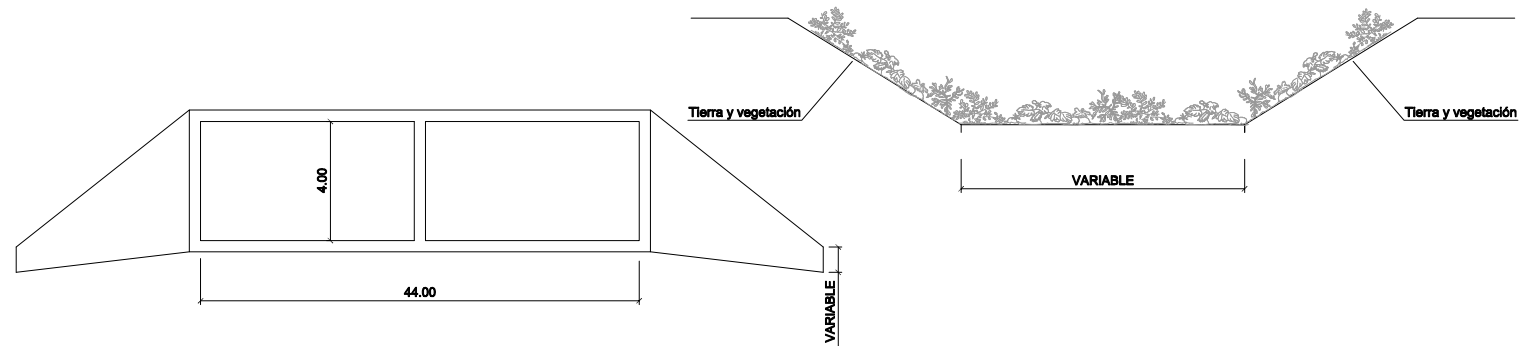 Tierra y vegetación
Tierra y vegetación
VARIABLE
4.00
44.00
VARIABLE